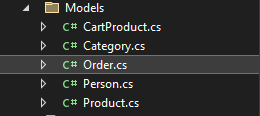 Models
C# CartProduct.cs
C# Category.cs
C# Order.cs
C# Person.cs
C# Product.cs